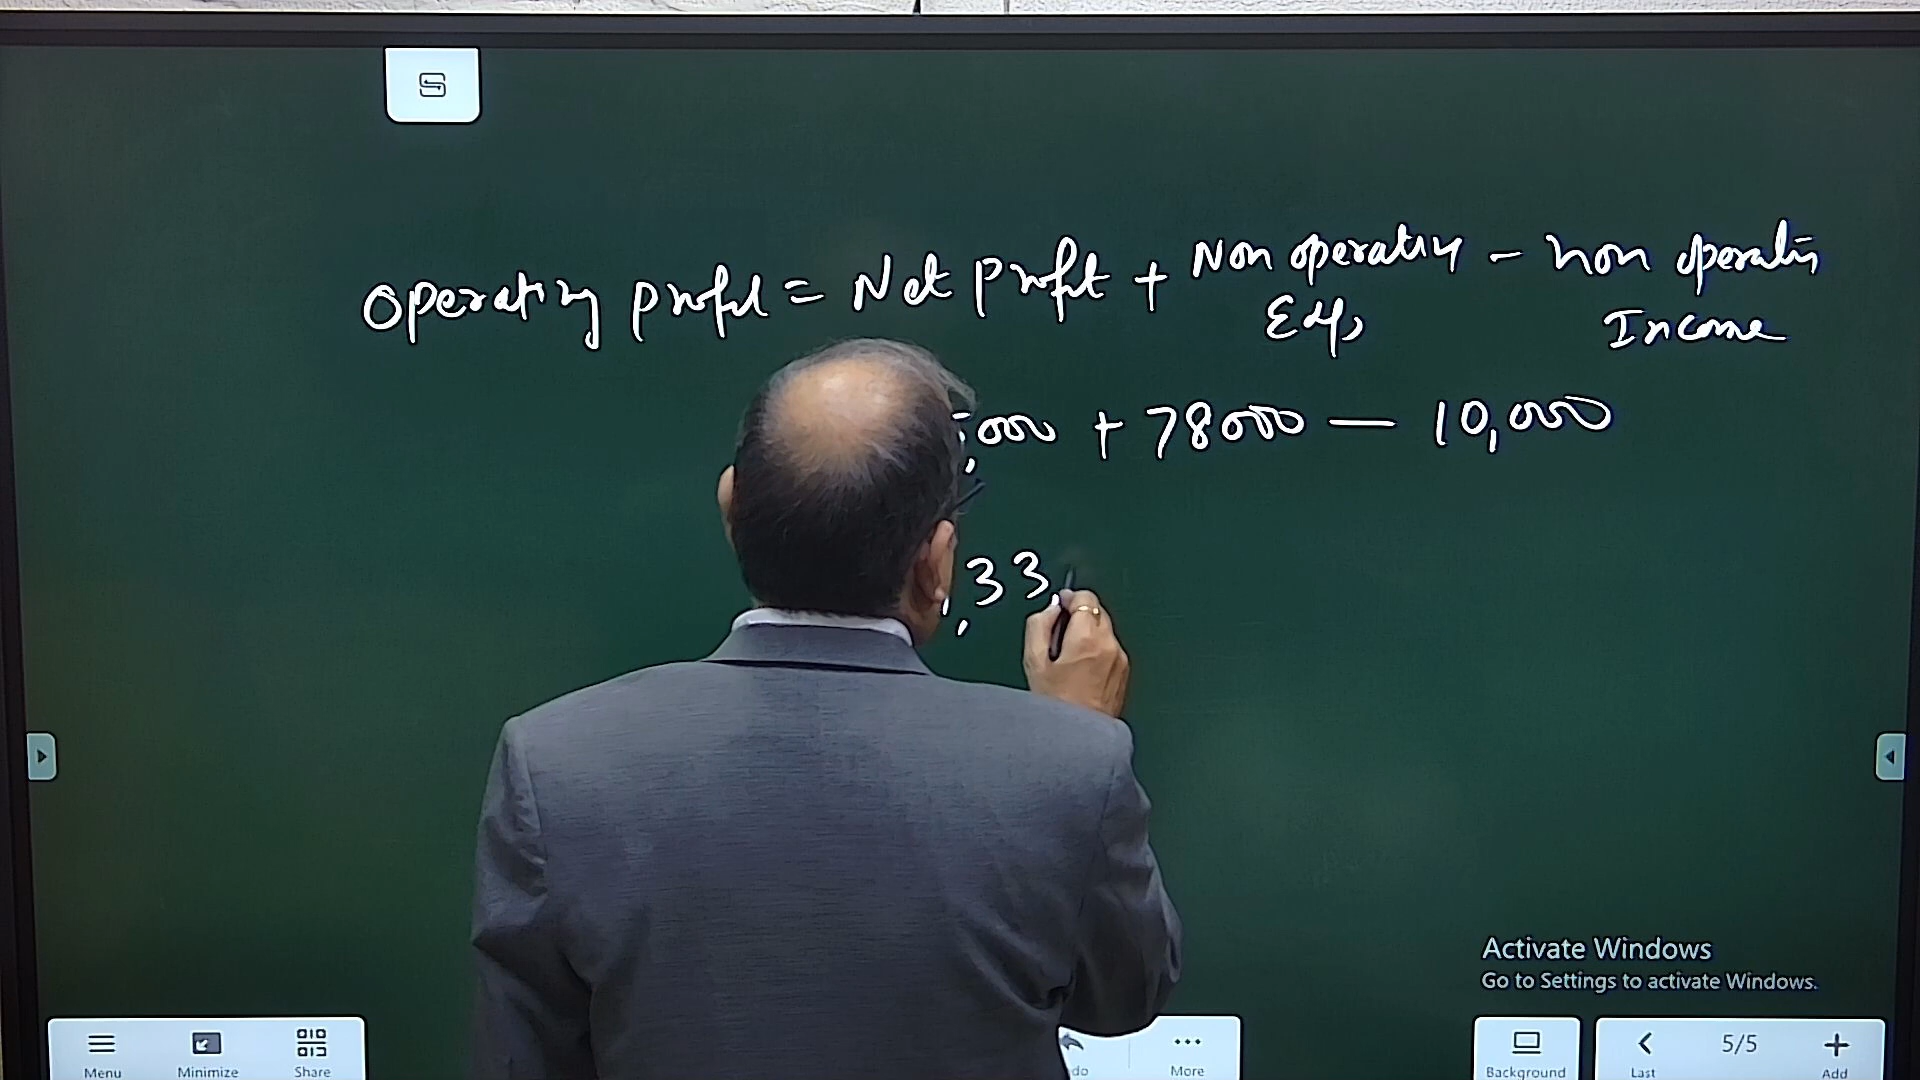 Operating profit = Net profit + Non operating - non operating
Exp, Income
,000 + 78000 — 10,000
,33,
Activate Windows
Go to Settings to activate Windows.
Menu Minimize Share More Background Last 5/5 Add